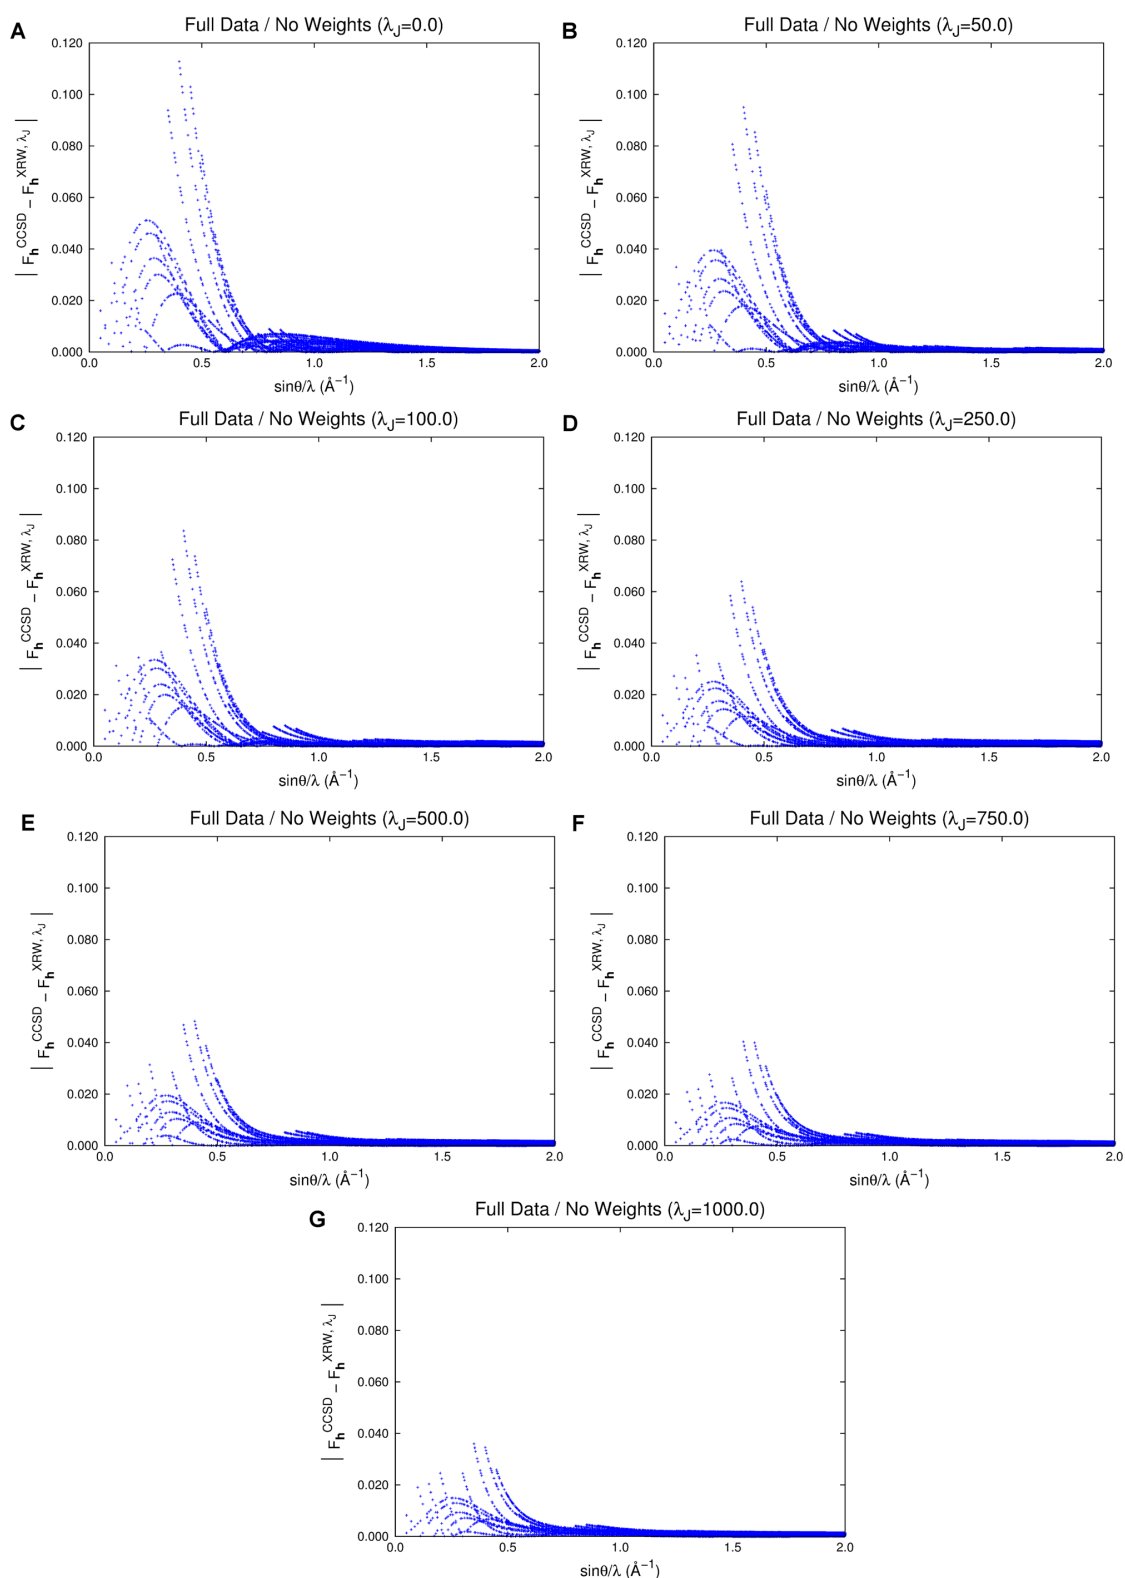 A
Full Data / No Weights (λJ=0.0)
| Fh^CCSD – Fh^XRW, λJ |
0.120
0.100
0.080
0.060
0.040
0.020
0.000
0.0 0.5 1.0 1.5 2.0
sinθ/λ (Å⁻¹)
B
Full Data / No Weights (λJ=50.0)
| Fh^CCSD – Fh^XRW, λJ |
0.120
0.100
0.080
0.060
0.040
0.020
0.000
0.0 0.5 1.0 1.5 2.0
sinθ/λ (Å⁻¹)
C
Full Data / No Weights (λJ=100.0)
| Fh^CCSD – Fh^XRW, λJ |
0.120
0.100
0.080
0.060
0.040
0.020
0.000
0.0 0.5 1.0 1.5 2.0
sinθ/λ (Å⁻¹)
D
Full Data / No Weights (λJ=250.0)
| Fh^CCSD – Fh^XRW, λJ |
0.120
0.100
0.080
0.060
0.040
0.020
0.000
0.0 0.5 1.0 1.5 2.0
sinθ/λ (Å⁻¹)
E
Full Data / No Weights (λJ=500.0)
| Fh^CCSD – Fh^XRW, λJ |
0.120
0.100
0.080
0.060
0.040
0.020
0.000
0.0 0.5 1.0 1.5 2.0
sinθ/λ (Å⁻¹)
F
Full Data / No Weights (λJ=750.0)
| Fh^CCSD – Fh^XRW, λJ |
0.120
0.100
0.080
0.060
0.040
0.020
0.000
0.0 0.5 1.0 1.5 2.0
sinθ/λ (Å⁻¹)
G
Full Data / No Weights (λJ=1000.0)
| Fh^CCSD – Fh^XRW, λJ |
0.120
0.100
0.080
0.060
0.040
0.020
0.000
0.0 0.5 1.0 1.5 2.0
sinθ/λ (Å⁻¹)